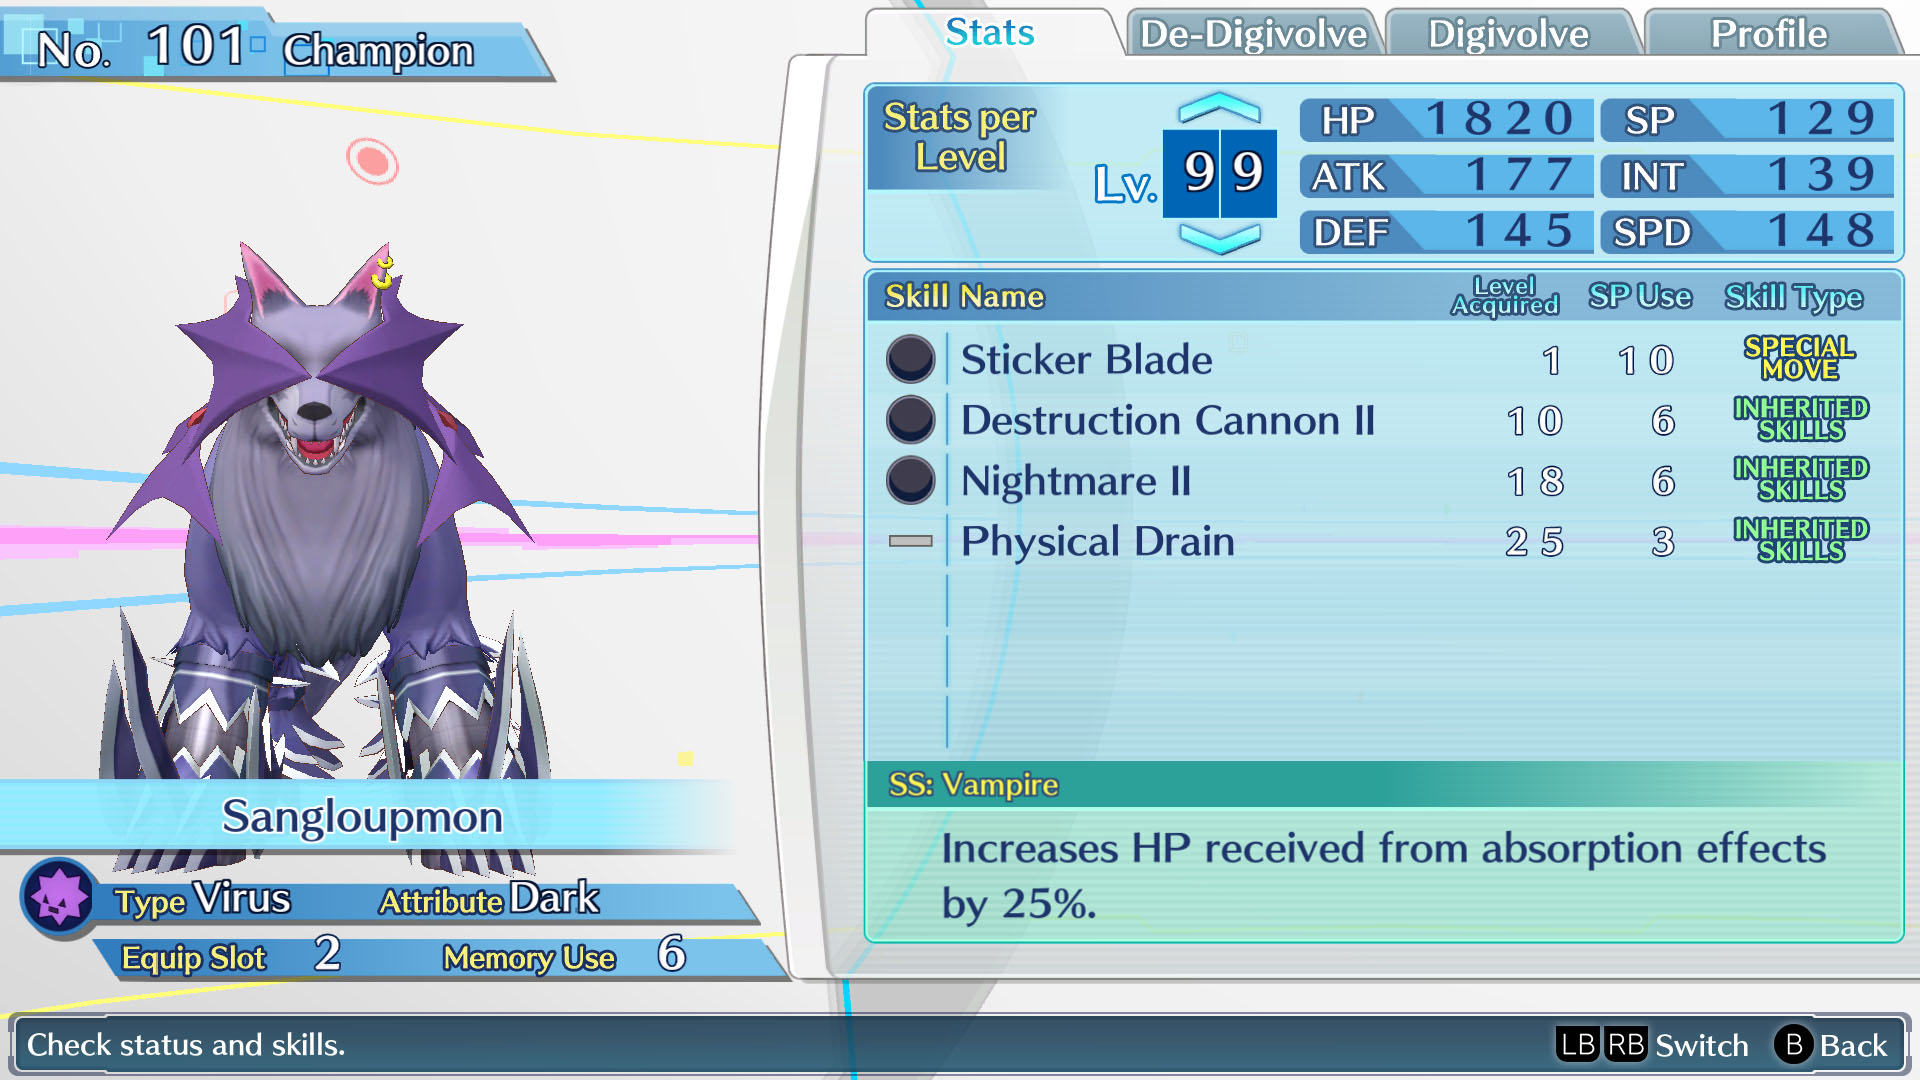 No. 101 Champion
Stats De-Digivolve Digivolve Profile
Stats per
Level
Lv. 99
HP 1820 SP 129
ATK 177 INT 139
DEF 145 SPD 148
Skill Name Level Acquired SP Use Skill Type
Sticker Blade 1 10 SPECIAL MOVE
Destruction Cannon II 10 6 INHERITED SKILLS
Nightmare II 18 6 INHERITED SKILLS
Physical Drain 25 3 INHERITED SKILLS
SS: Vampire
Increases HP received from absorption effects
by 25%.
Sangloupmon
Type Virus Attribute Dark
Equip Slot 2 Memory Use 6
Check status and skills.
LB RB Switch B Back